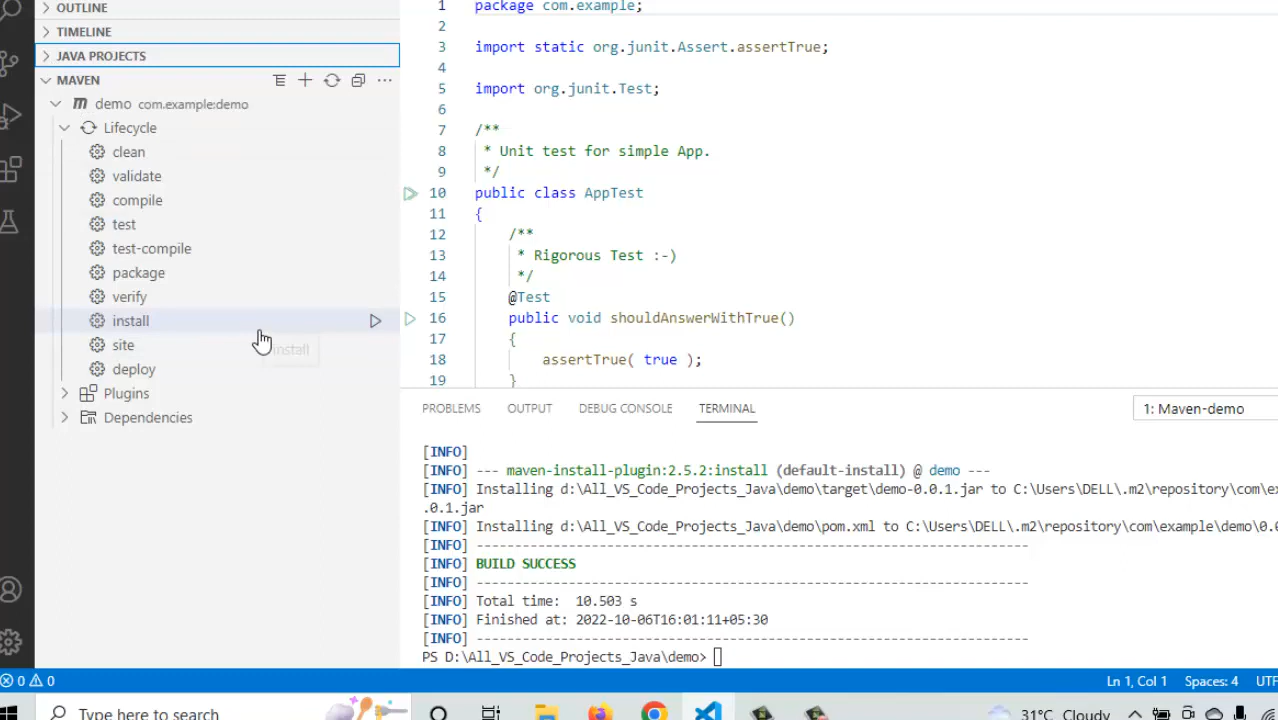 OUTLINE
TIMELINE
JAVA PROJECTS
MAVEN
demo com.example:demo
Lifecycle
clean
validate
compile
test
test-compile
package
verify
install
install
site
deploy
Plugins
Dependencies
1 package com.example;
2
3 import static org.junit.Assert.assertTrue;
4
5 import org.junit.Test;
6
7 /**
8 * Unit test for simple App.
9 */
10 public class AppTest
11 {
12 /**
13 * Rigorous Test :-)
14 */
15 @Test
16 public void shouldAnswerWithTrue()
17 {
18 assertTrue( true );
19 }
PROBLEMS OUTPUT DEBUG CONSOLE TERMINAL 1: Maven-demo
[INFO]
[INFO] --- maven-install-plugin:2.5.2:install (default-install) @ demo ---
[INFO] Installing d:\All_VS_Code_Projects_Java\demo\target\demo-0.0.1.jar to C:\Users\DELL\.m2\repository\com\ex
.0.1.jar
[INFO] Installing d:\All_VS_Code_Projects_Java\demo\pom.xml to C:\Users\DELL\.m2\repository\com\example\demo\0.0
[INFO] ------------------------------------------------------------------------
[INFO] BUILD SUCCESS
[INFO] ------------------------------------------------------------------------
[INFO] Total time: 10.503 s
[INFO] Finished at: 2022-10-06T16:01:11+05:30
[INFO] ------------------------------------------------------------------------
PS D:\All_VS_Code_Projects_Java\demo>
0 0 Ln 1, Col 1 Spaces: 4 UTF
Type here to search 31°C Cloudy